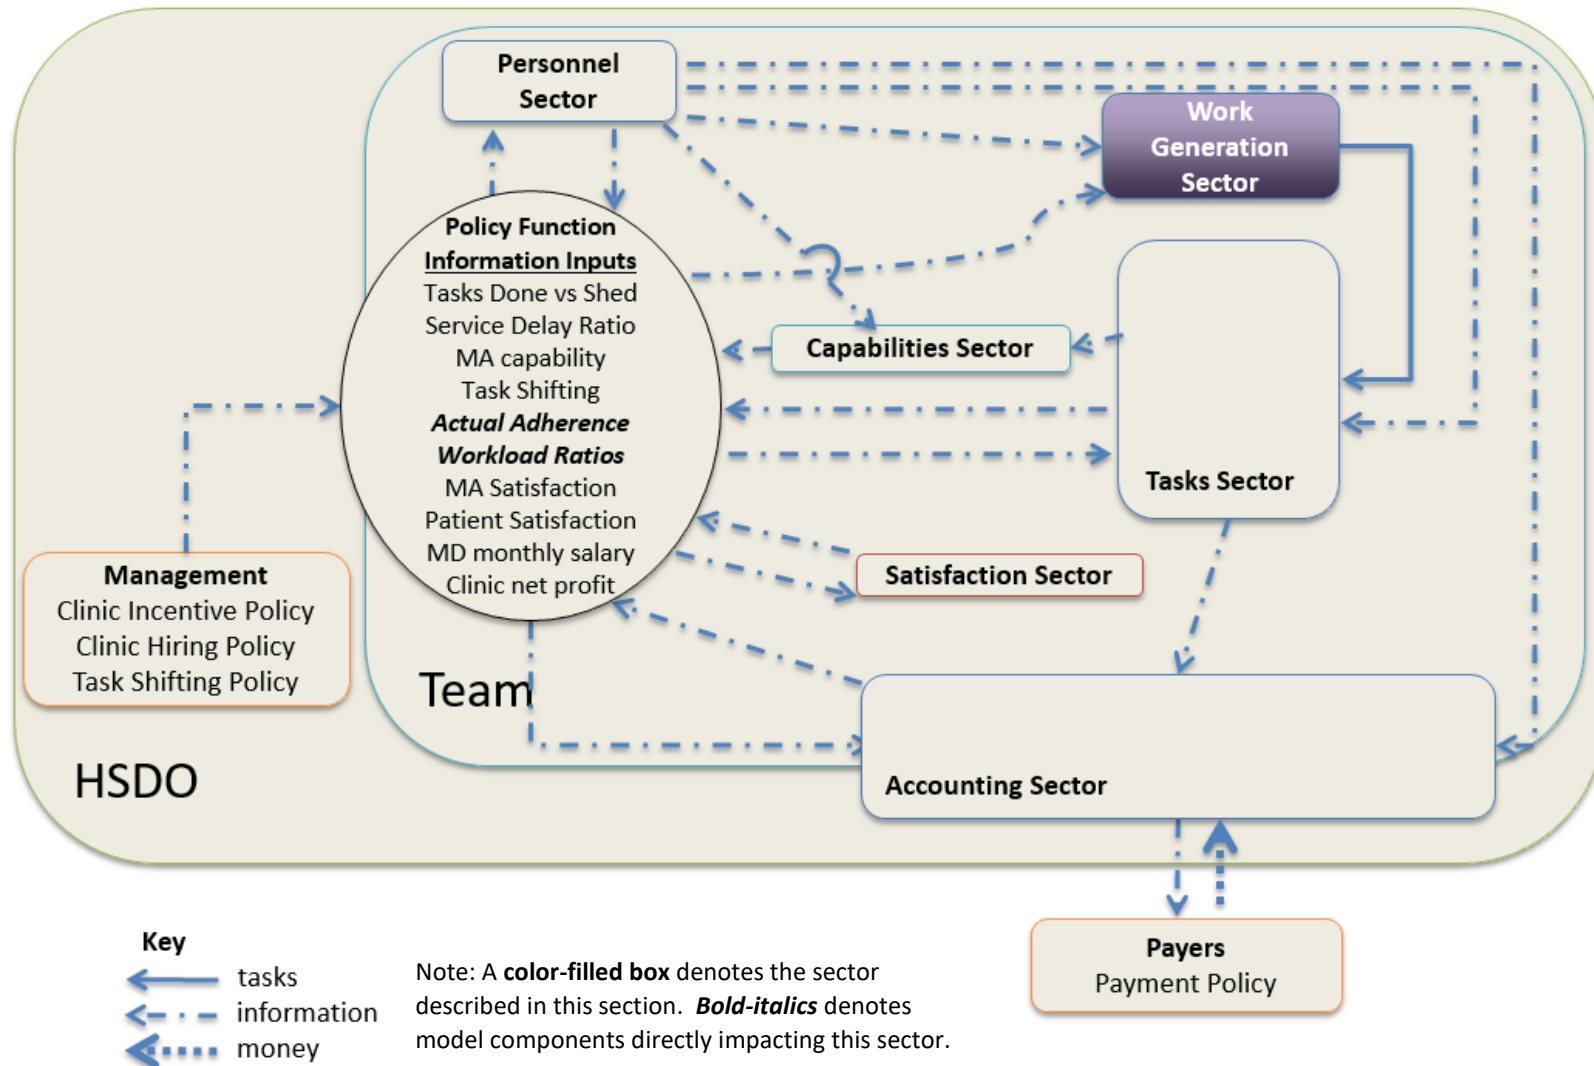 Personnel
Sector
Work
Generation
Sector
Policy Function
Information Inputs
Tasks Done vs Shed
Service Delay Ratio
MA capability
Task Shifting
Actual Adherence
Workload Ratios
MA Satisfaction
Patient Satisfaction
MD monthly salary
Clinic net profit
Capabilities Sector
Tasks Sector
Satisfaction Sector
Management
Clinic Incentive Policy
Clinic Hiring Policy
Task Shifting Policy
Team
HSDO
Accounting Sector
Payers
Payment Policy
Key
tasks
information
money
Note: A color-filled box denotes the sector
described in this section. Bold-italics denotes
model components directly impacting this sector.